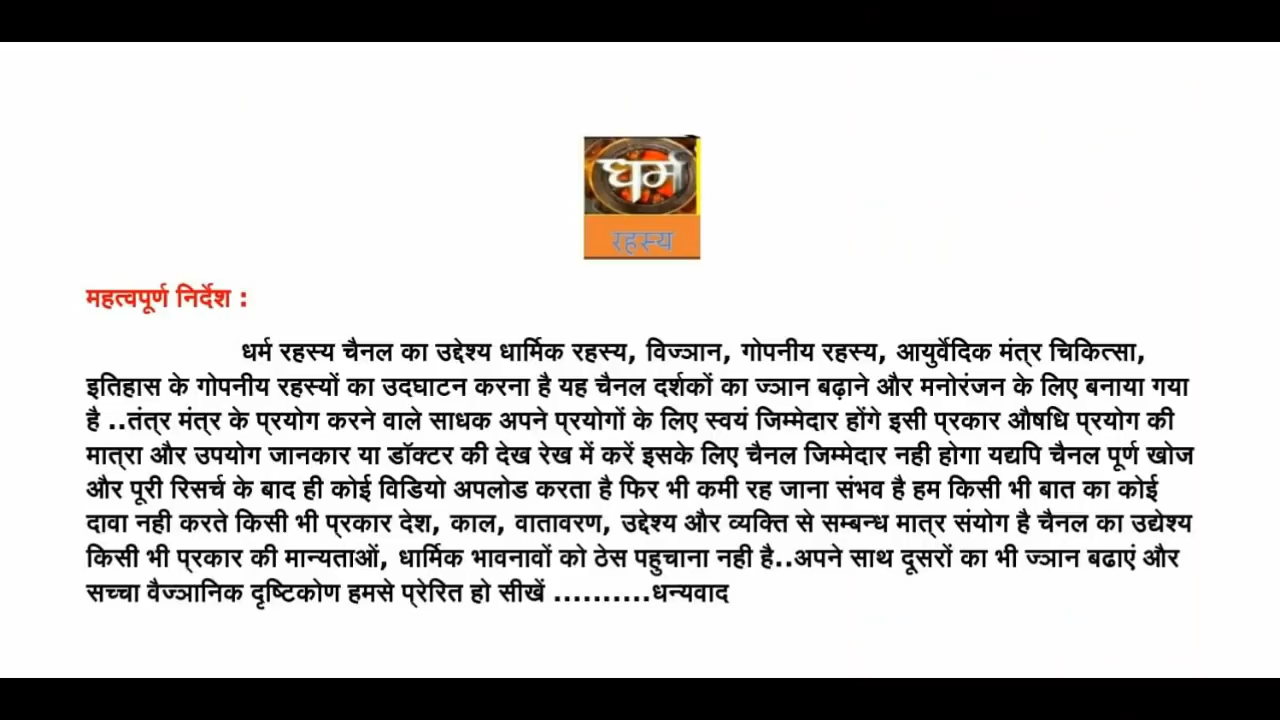 धर्म
रहस्य
महत्वपूर्ण निर्देश :
धर्म रहस्य चैनल का उद्देश्य धार्मिक रहस्य, विज्ञान, गोपनीय रहस्य, आयुर्वेदिक मंत्र चिकित्सा,
इतिहास के गोपनीय रहस्यों का उदघाटन करना है यह चैनल दर्शकों का ज्ञान बढ़ाने और मनोरंजन के लिए बनाया गया
है ..तंत्र मंत्र के प्रयोग करने वाले साधक अपने प्रयोगों के लिए स्वयं जिम्मेदार होंगे इसी प्रकार औषधि प्रयोग की
मात्रा और उपयोग जानकार या डॉक्टर की देख रेख में करें इसके लिए चैनल जिम्मेदार नही होगा यद्यपि चैनल पूर्ण खोज
और पूरी रिसर्च के बाद ही कोई विडियो अपलोड करता है फिर भी कमी रह जाना संभव है हम किसी भी बात का कोई
दावा नही करते किसी भी प्रकार देश, काल, वातावरण, उद्देश्य और व्यक्ति से सम्बन्ध मात्र संयोग है चैनल का उद्येश्य
किसी भी प्रकार की मान्यताओं, धार्मिक भावनावों को ठेस पहुचाना नही है..अपने साथ दूसरों का भी ज्ञान बढाएं और
सच्चा वैज्ञानिक दृष्टिकोण हमसे प्रेरित हो सीखें ..........धन्यवाद